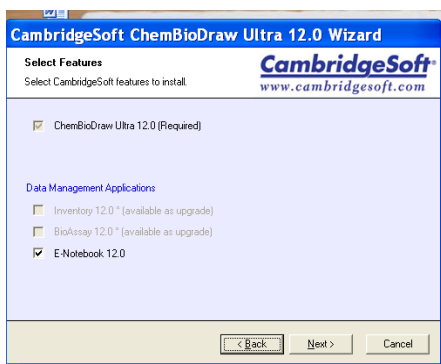 CambridgeSoft ChemBioDraw Ultra 12.0 Wizard
Select Features
Select CambridgeSoft features to install.
CambridgeSoft®
www.cambridgesoft.com
ChemBioDraw Ultra 12.0 (Required)
Data Management Applications
Inventory 12.0 * (available as upgrade)
BioAssay 12.0 * (available as upgrade)
E-Notebook 12.0
< Back Next > Cancel